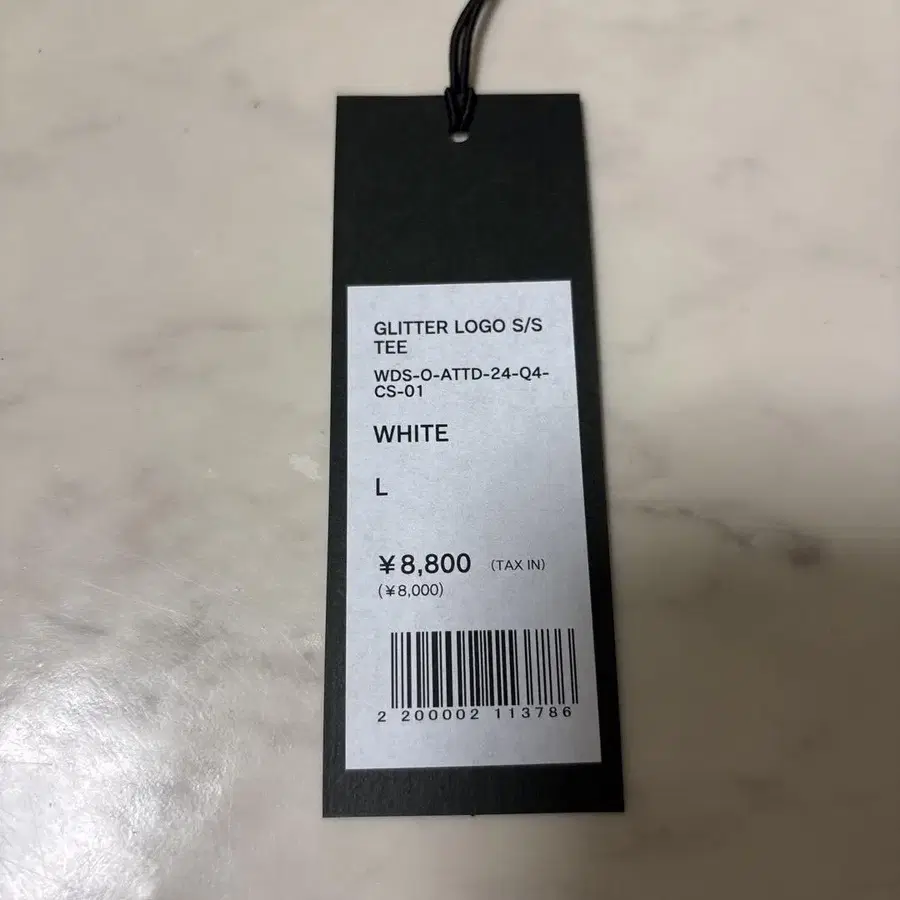 GLITTER LOGO S/S
TEE
WDS-O-ATTD-24-Q4-
CS-01
WHITE
L
¥8,800 (TAX IN)
(¥8,000)
2 200002 113786